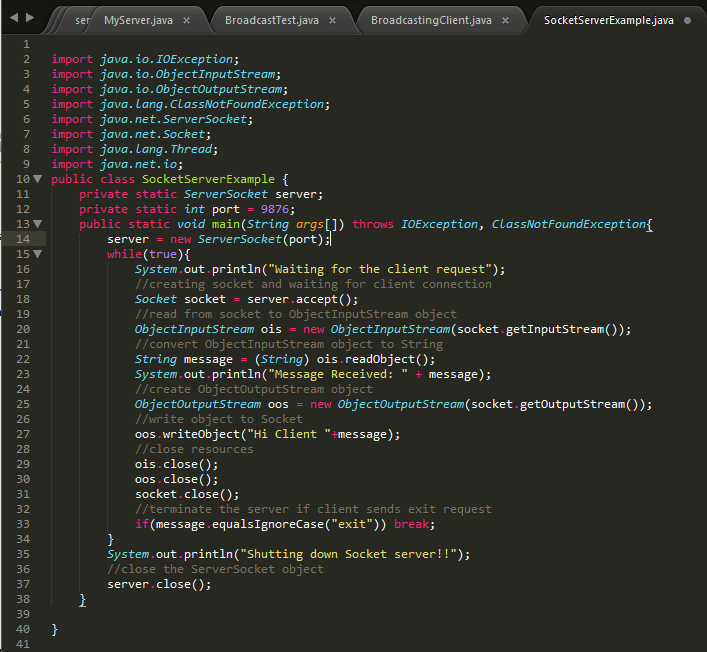 ser MyServer.java × BroadcastTest.java × BroadcastingClient.java × SocketServerExample.java
1
2 import java.io.IOException;
3 import java.io.ObjectInputStream;
4 import java.io.ObjectOutputStream;
5 import java.lang.ClassNotFoundException;
6 import java.net.ServerSocket;
7 import java.net.Socket;
8 import java.lang.Thread;
9 import java.net.io;
10 public class SocketServerExample {
11     private static ServerSocket server;
12     private static int port = 9876;
13     public static void main(String args[]) throws IOException, ClassNotFoundException{
14         server = new ServerSocket(port);
15         while(true){
16             System.out.println("Waiting for the client request");
17             //creating socket and waiting for client connection
18             Socket socket = server.accept();
19             //read from socket to ObjectInputStream object
20             ObjectInputStream ois = new ObjectInputStream(socket.getInputStream());
21             //convert ObjectInputStream object to String
22             String message = (String) ois.readObject();
23             System.out.println("Message Received: " + message);
24             //create ObjectOutputStream object
25             ObjectOutputStream oos = new ObjectOutputStream(socket.getOutputStream());
26             //write object to Socket
27             oos.writeObject("Hi Client "+message);
28             //close resources
29             ois.close();
30             oos.close();
31             socket.close();
32             //terminate the server if client sends exit request
33             if(message.equalsIgnoreCase("exit")) break;
34         }
35         System.out.println("Shutting down Socket server!!");
36         //close the ServerSocket object
37         server.close();
38     }
39
40 }
41